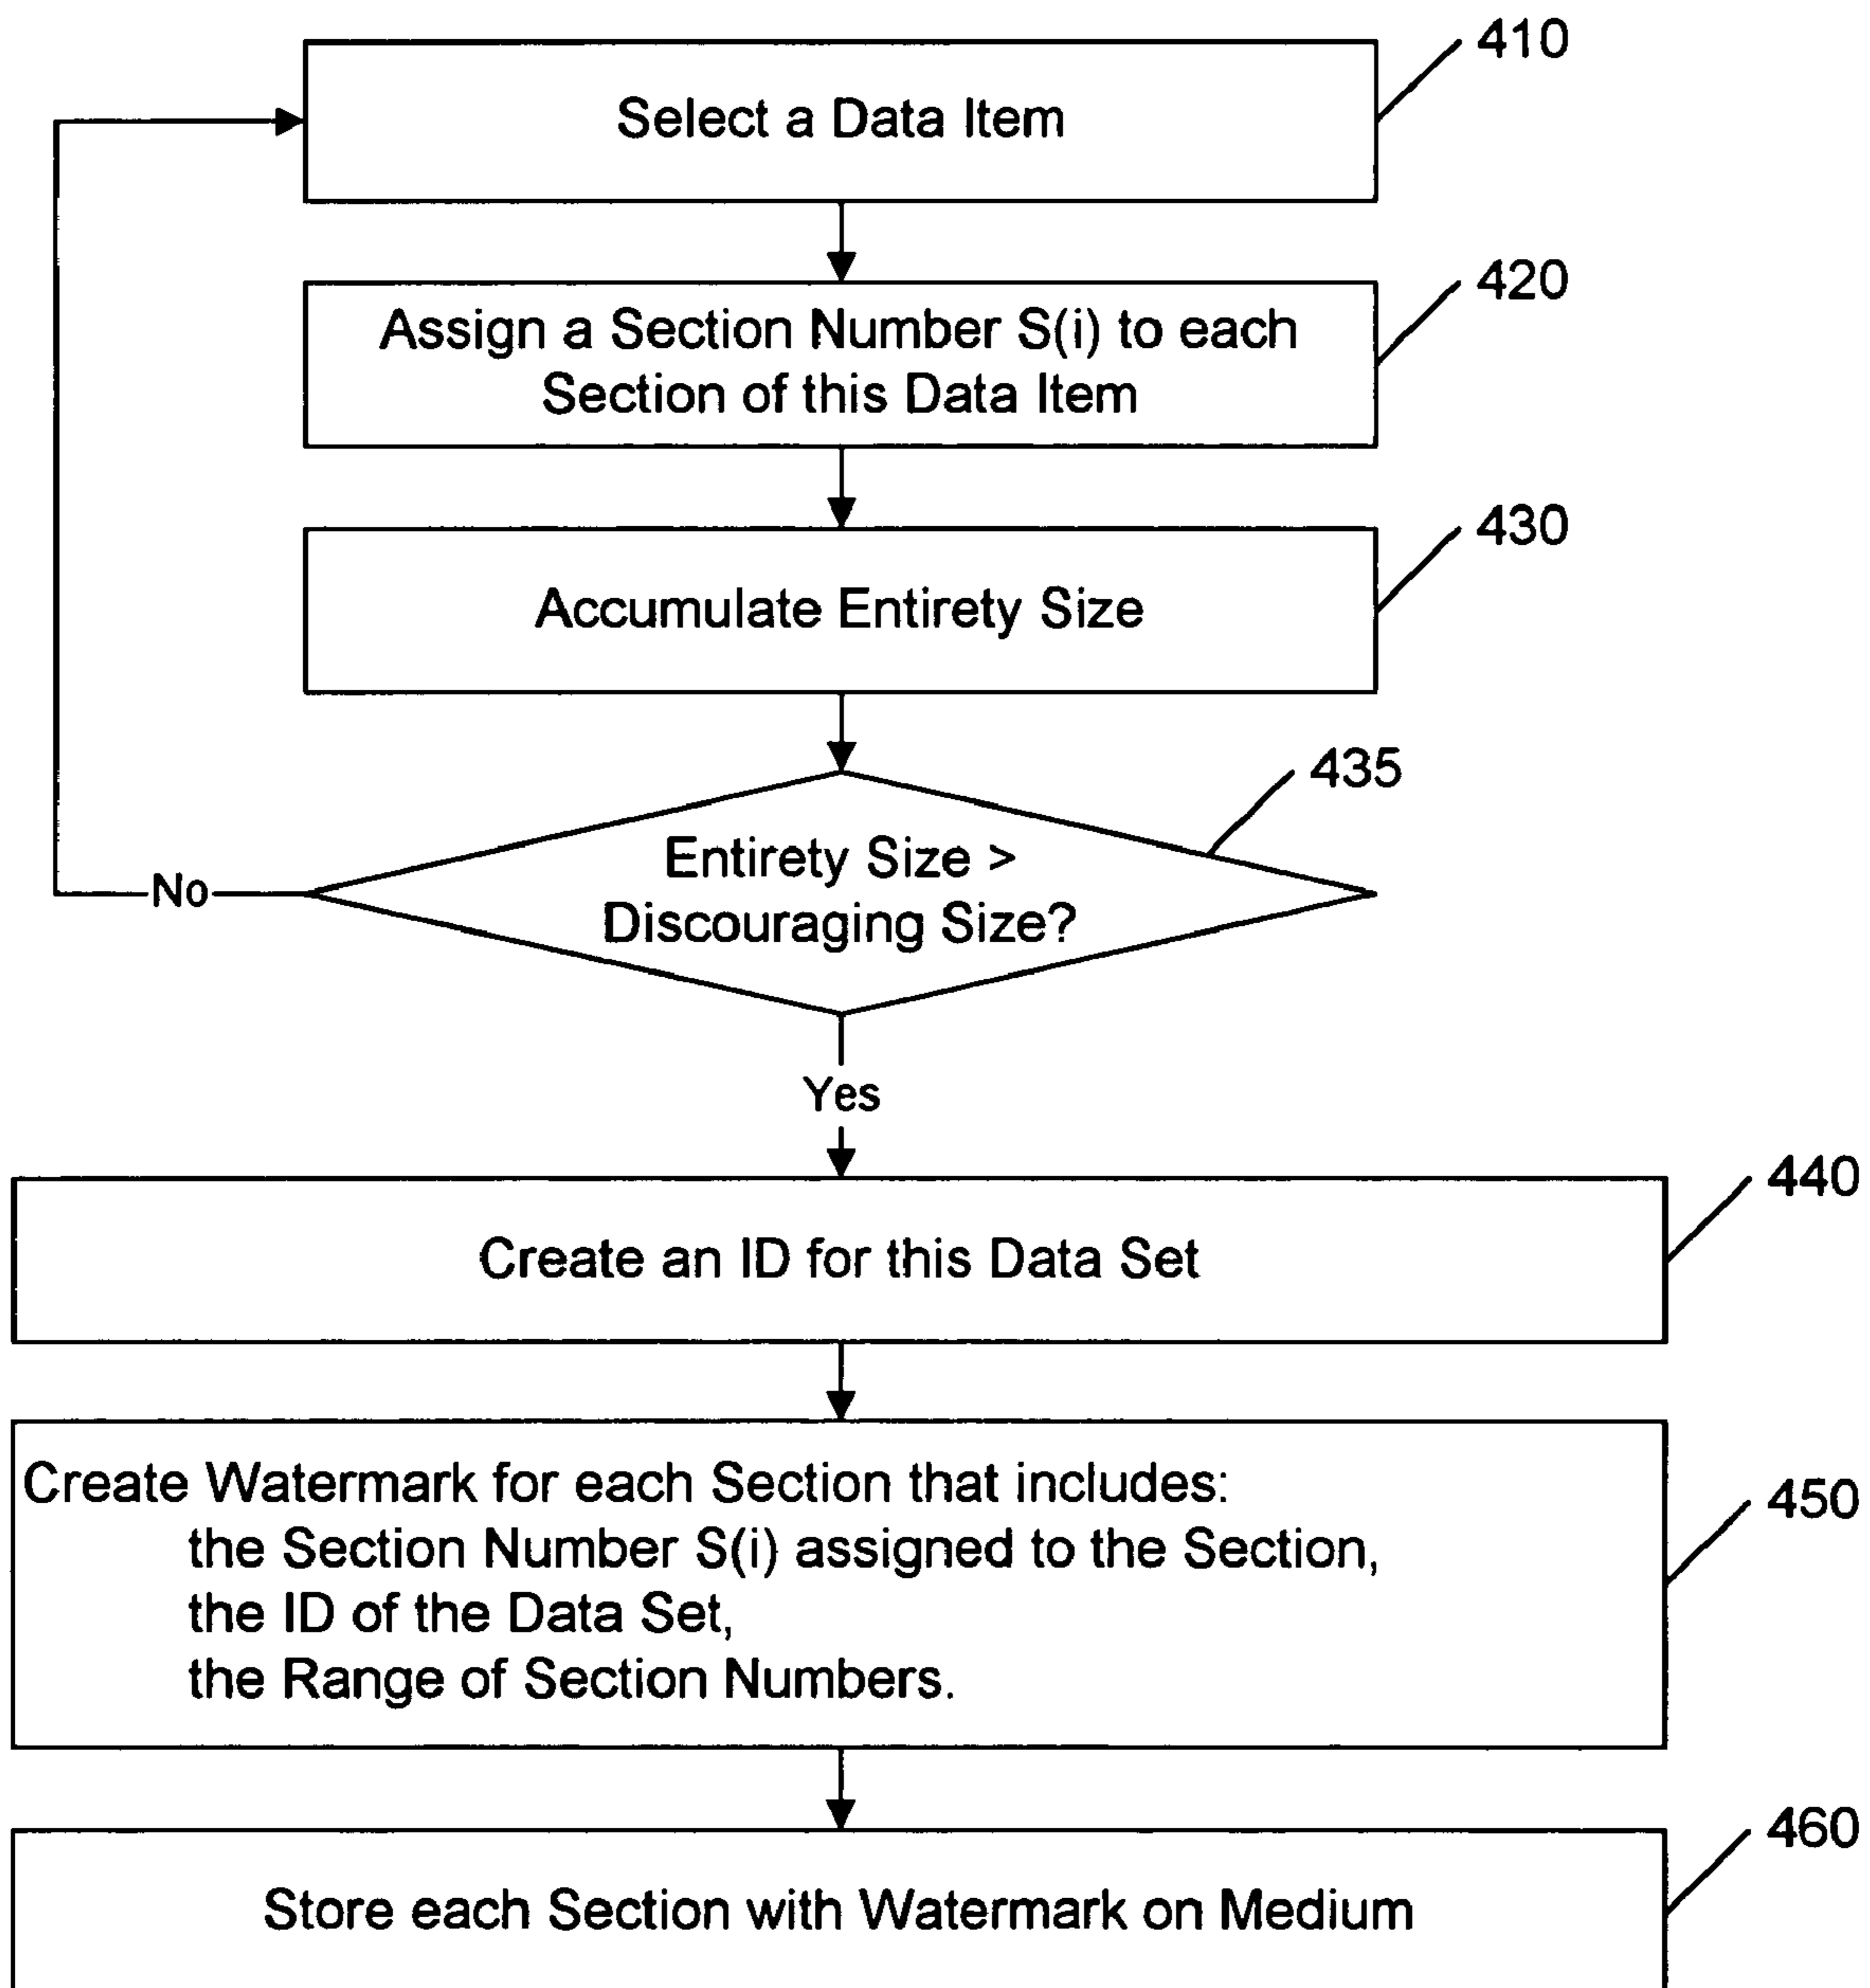 410
Select a Data Item
420
Assign a Section Number S(i) to each
Section of this Data Item
430
Accumulate Entirety Size
435
Entirety Size >
Discouraging Size?
No
Yes
440
Create an ID for this Data Set
450
Create Watermark for each Section that includes:
the Section Number S(i) assigned to the Section,
the ID of the Data Set,
the Range of Section Numbers.
460
Store each Section with Watermark on Medium